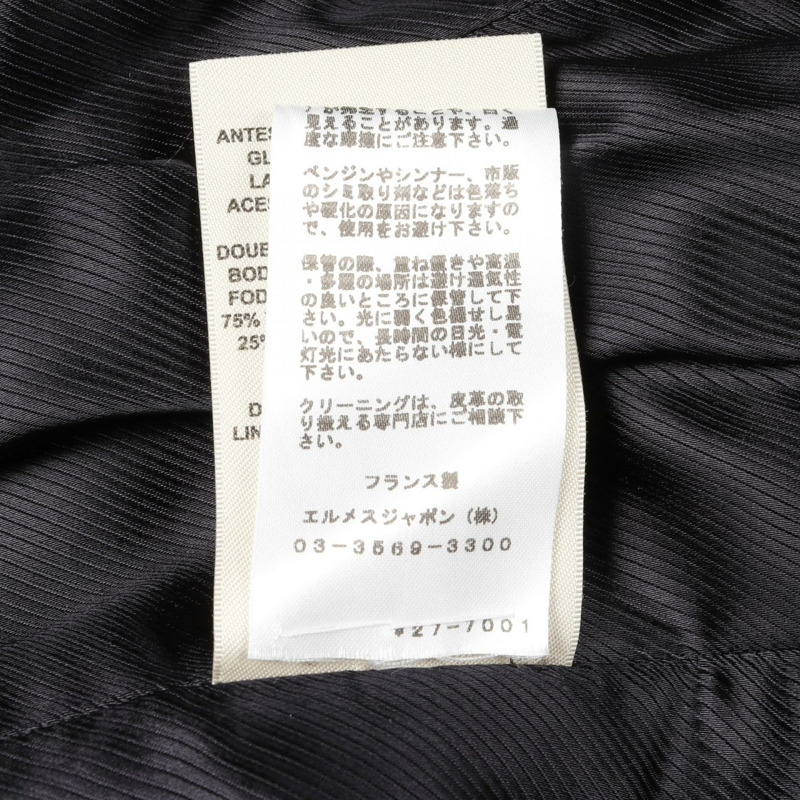 見えることがあります。過
度な摩擦にご注意下さい。
ベンジンやシンナー、市販
のシミ取り剤などは色落ち
や硬化の原因になりますの
で、使用をお避け下さい。
保管の際、重ね置きや高温
・多湿の場所は避け通気性
の良いところに保管して下
さい。光に弱く色褪せし易
いので、長時間の日光・電
灯光にあたらない様にして
下さい。
クリーニングは、皮革の取
り扱える専門店にご相談下
さい。
フランス製
エルメスジャポン（株）
03-3569-3300
27-7001
ANTES
GL
LA
ACES
DOUB
BOD
FOD
75%
25%
D
LIN